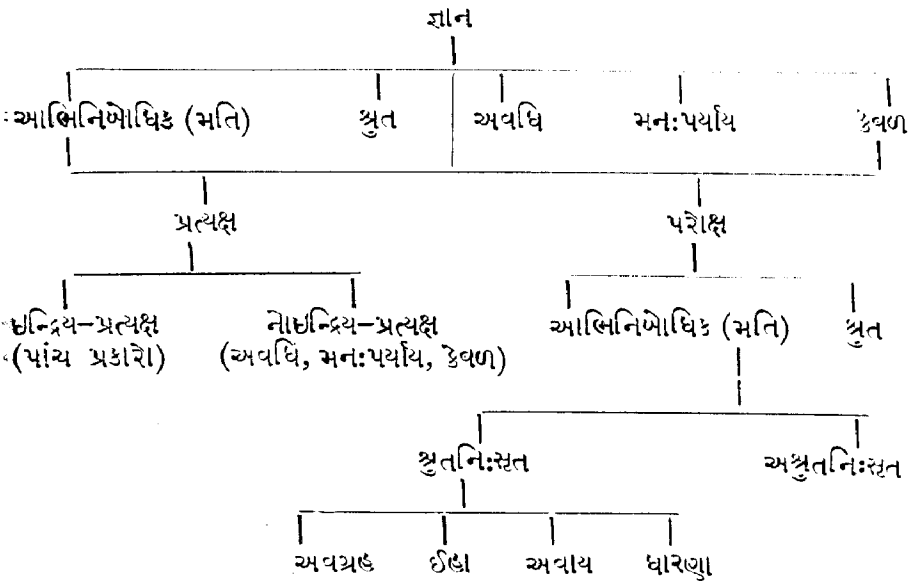 જ્ઞાન
આભિનિબોધિક (મતિ) શ્રુત અવધિ મન:પર્યાય કેવળ
પ્રત્યક્ષ પરોક્ષ
ઇન્દ્રિય-પ્રત્યક્ષ નોઇન્દ્રિય-પ્રત્યક્ષ આભિનિબોધિક (મતિ) શ્રુત
(પાંચ પ્રકારો) (અવધિ, મન:પર્યાય, કેવળ)
શ્રુતનિ:સૃત અશ્રુતનિ:સૃત
અવગ્રહ ઈહા અવાય ધારણા